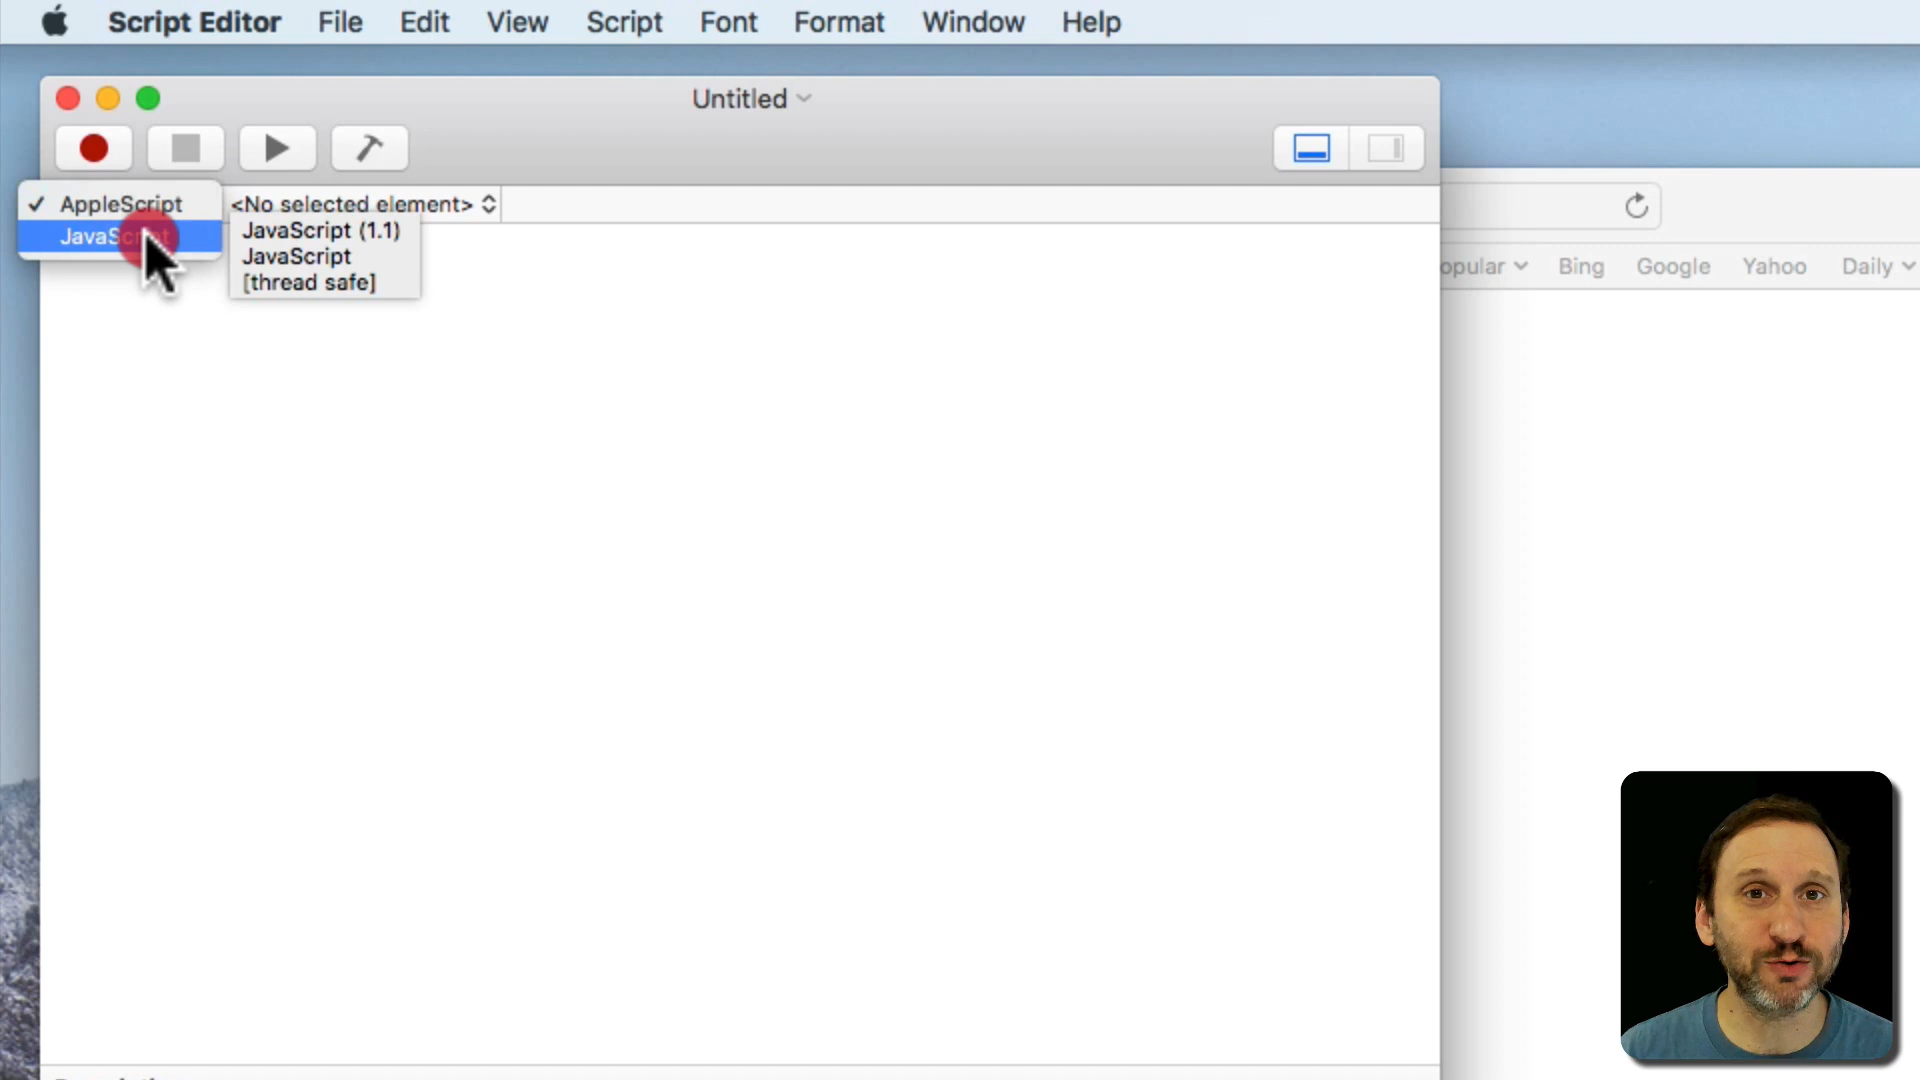 Script Editor File Edit View Script Font Format Window Help
Untitled
AppleScript <No selected element>
JavaScript
JavaScript (1.1)
JavaScript
[thread safe]
opular Bing Google Yahoo Daily